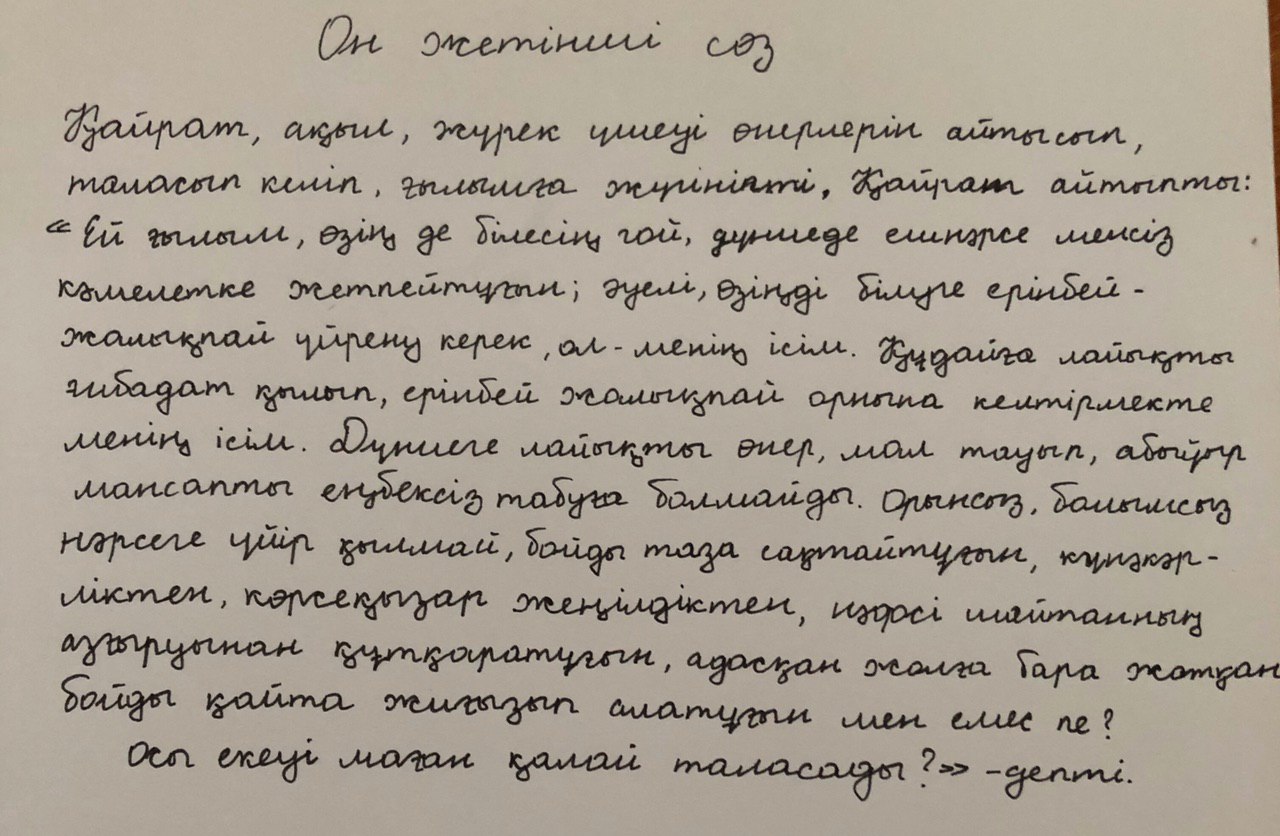 Он жетінші сөз
Қайрат, ақыл, жүрек үшеуі өнерлерін айтысып,
таласып келіп, ғылымға жүгініпті. Қайрат айтыпты:
“Ей ғылым, өзің де білесің ғой, дүниеде ешнәрсе менсіз
кәмелетке жетпейтұғын; әуелі, өзіңді білуге ерінбей-
жалықпай үйрену керек, ол - менің ісім. Құдайға лайықты
ғибадат қылып, ерінбей жалықпай орнына келтірмекте
менің ісім. Дүниеге лайықты өнер, мал тауып, абыйұр
мансапты еңбексіз табуға болмайды. Орынсыз, болымсыз
нәрсеге үйір қылмай, бойды таза сақтайтұғын, күнәкәр-
ліктен, көрсеқызар жеңілдіктен, нәфсі шайтанның
азғыруынан құтқаратұғын, адасқан жолға бара жатқан
бойды қайта жиғызып алатұғын мен емес пе?
Осы екеуі маған қалай таласады?» -депті.